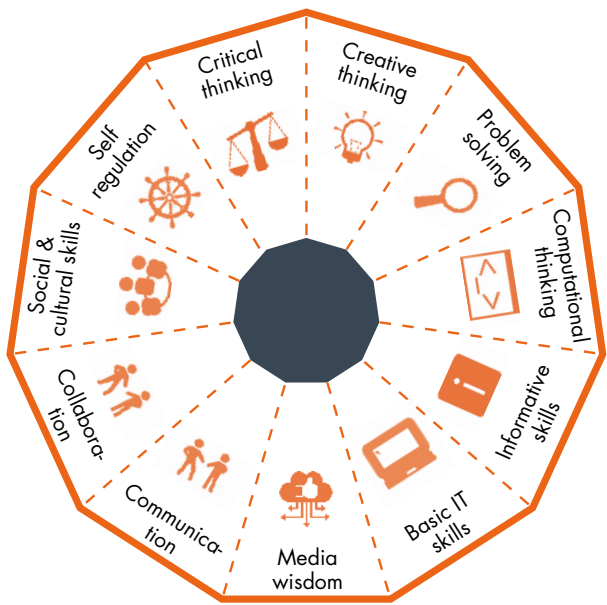 Critical
thinking
Creative
thinking
Problem
solving
Computational
thinking
Informative
skills
Basic IT
skills
Media
wisdom
Communica-
tion
Collabora-
tion
Social &
cultural skills
Self
regulation